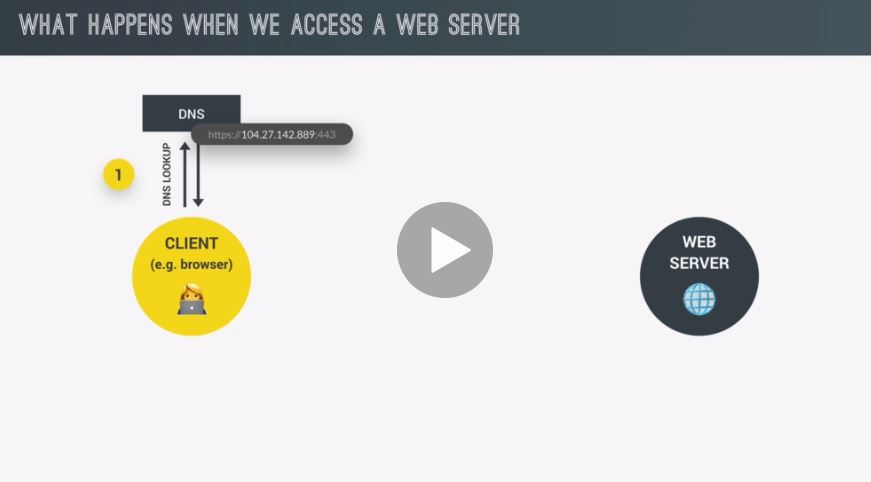 WHAT HAPPENS WHEN WE ACCESS A WEB SERVER
DNS
https://104.27.142.889:443
DNS LOOKUP
1
CLIENT
(e.g. browser)
WEB
SERVER